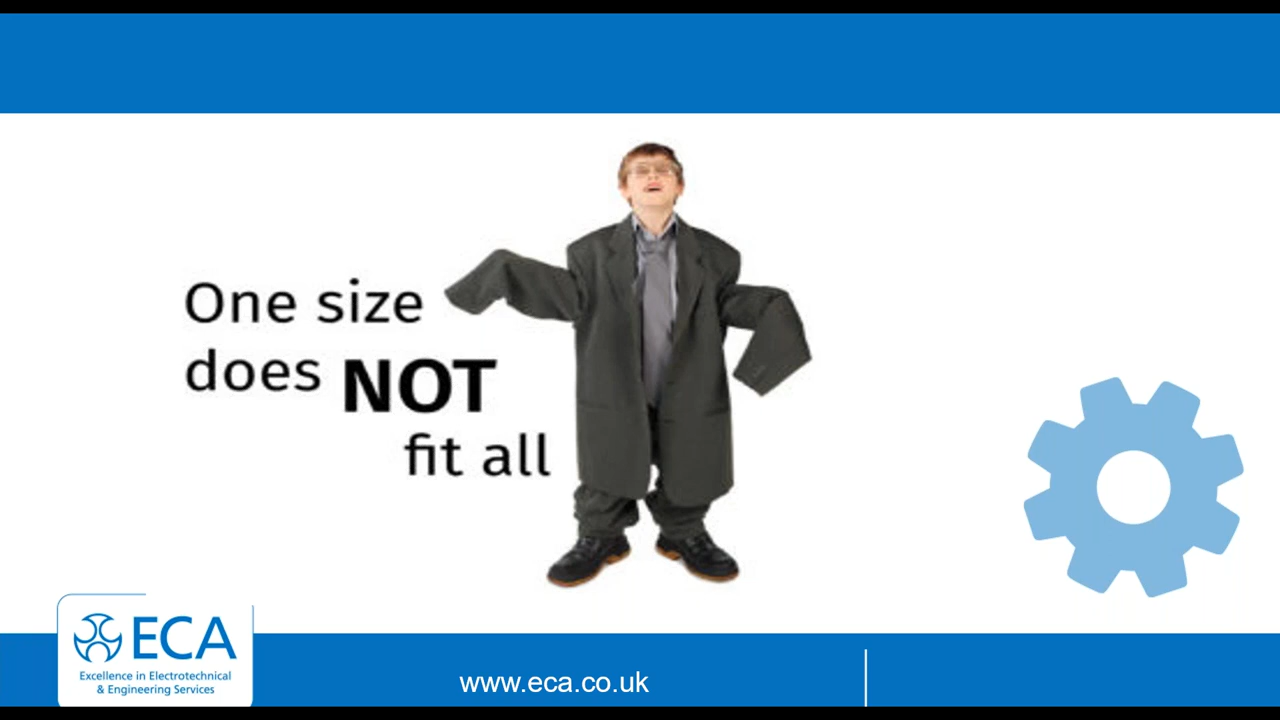 One size
does NOT
fit all
ECA
Excellence in Electrotechnical
& Engineering Services
www.eca.co.uk